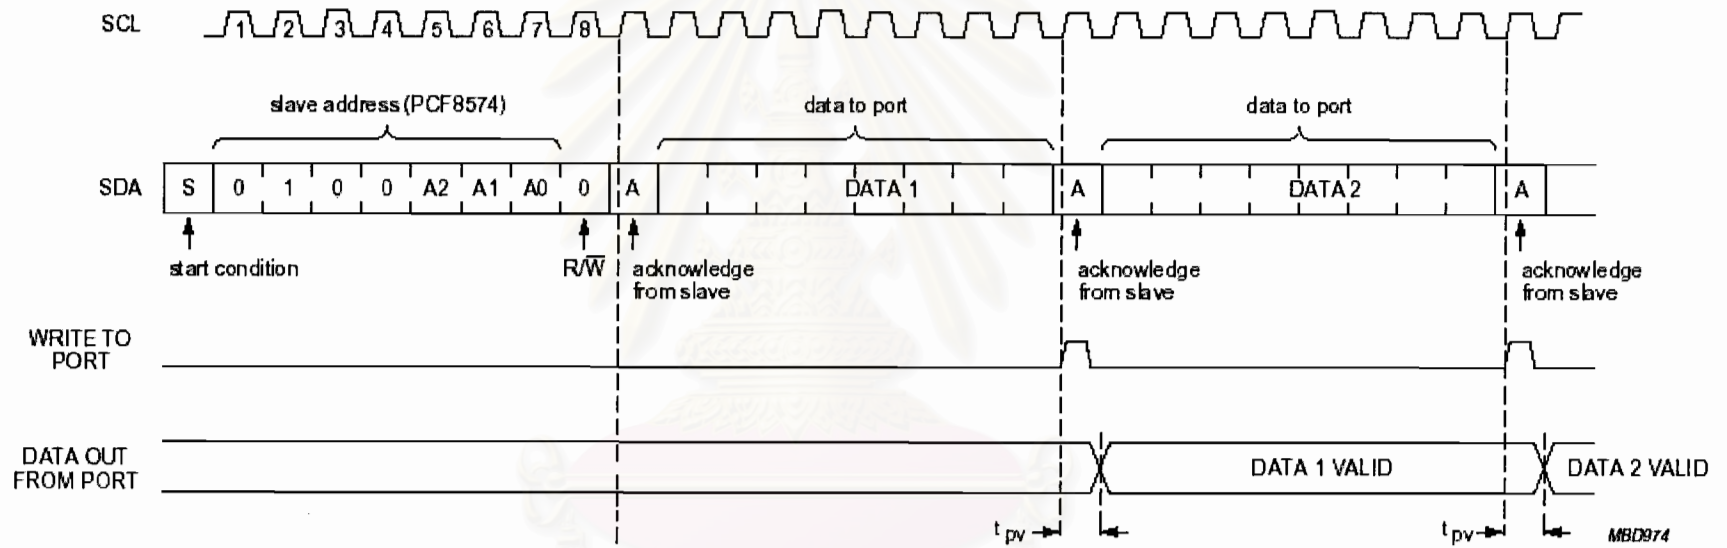 SCL
1 2 3 4 5 6 7 8
slave address (PCF8574)
data to port
data to port
SDA
S 0 1 0 0 A2 A1 A0 0 A DATA 1 A DATA 2 A
start condition
R/W̅
acknowledge
from slave
acknowledge
from slave
acknowledge
from slave
WRITE TO
PORT
DATA OUT
FROM PORT
DATA 1 VALID
DATA 2 VALID
t pv
t pv
MBD974